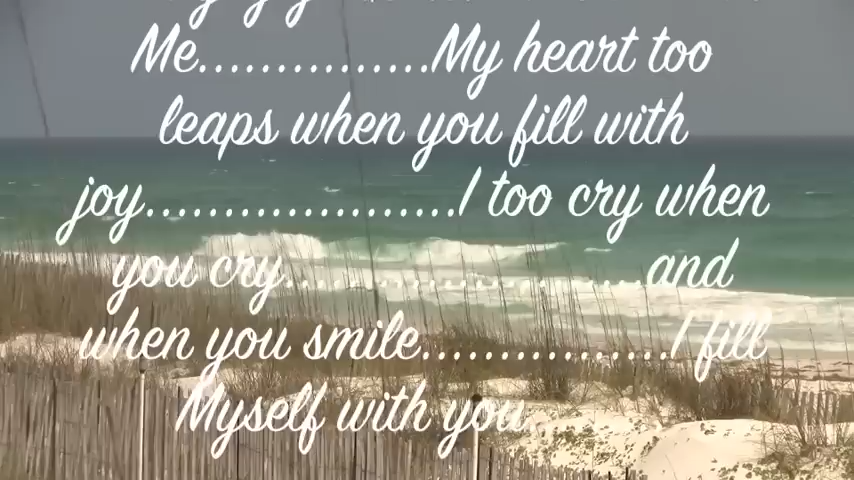 Me...............My heart too
leaps when you fill with
joy....................I too cry when
you cry.......................and
when you smile................I fill
Myself with you..